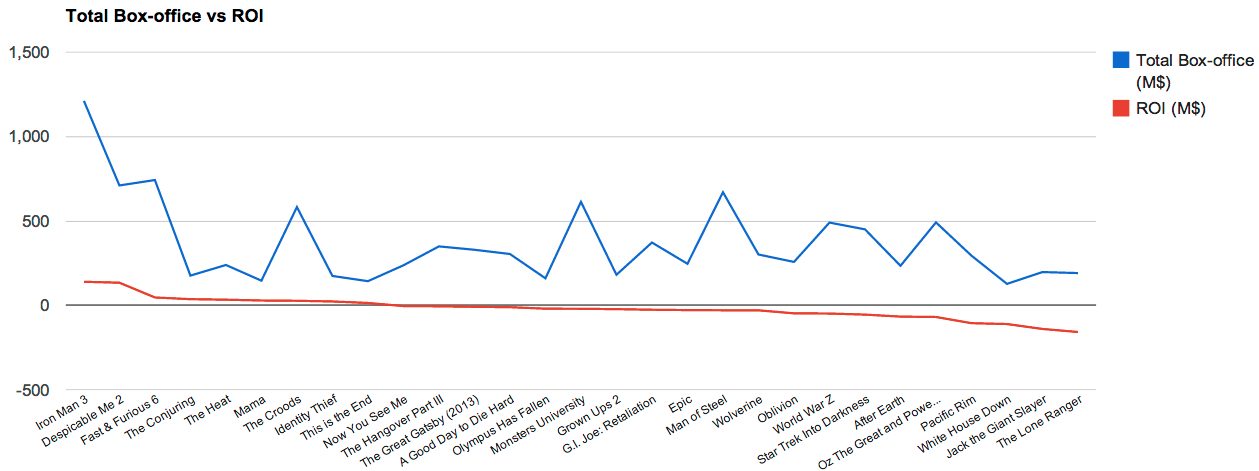 Total Box-office vs ROI
1,500
1,000
500
0
-500
Total Box-office
(M$)
ROI (M$)
Iron Man 3
Despicable Me 2
Fast & Furious 6
The Conjuring
The Heat
Mama
The Croods
Identity Thief
This is the End
Now You See Me
The Hangover Part III
The Great Gatsby (2013)
A Good Day to Die Hard
Olympus Has Fallen
Monsters University
Grown Ups 2
G.I. Joe: Retaliation
Epic
Man of Steel
Wolverine
Oblivion
World War Z
Star Trek Into Darkness
After Earth
Oz The Great and Powe...
Pacific Rim
White House Down
Jack the Giant Slayer
The Lone Ranger